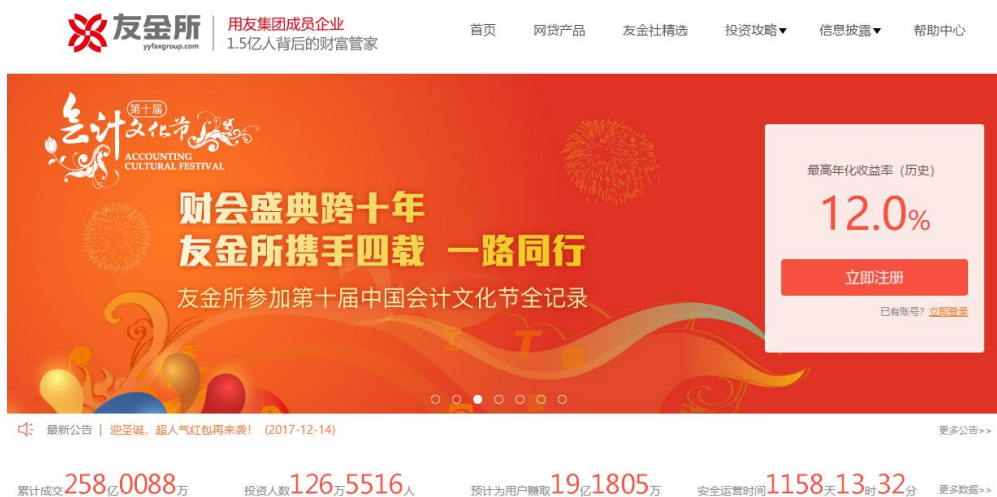 友金所
yyfaxgroup.com
用友集团成员企业
1.5亿人背后的财富管家
首页 网贷产品 友金社精选 投资攻略▼ 信息披露▼ 帮助中心
第十届
会计文化节
ACCOUNTING
CULTURAL FESTIVAL
财会盛典跨十年
友金所携手四载 一路同行
友金所参加第十届中国会计文化节全记录
最高年化收益率（历史）
12.0%
立即注册
已有账号？立即登录
最新公告 | 迎圣诞，超人气红包再来袭！ (2017-12-14)
更多公告>>
累计成交258亿0088万 投资人数126万5516人 预计为用户赚取19亿1805万 安全运营时间1158天13时32分 更多数据>>